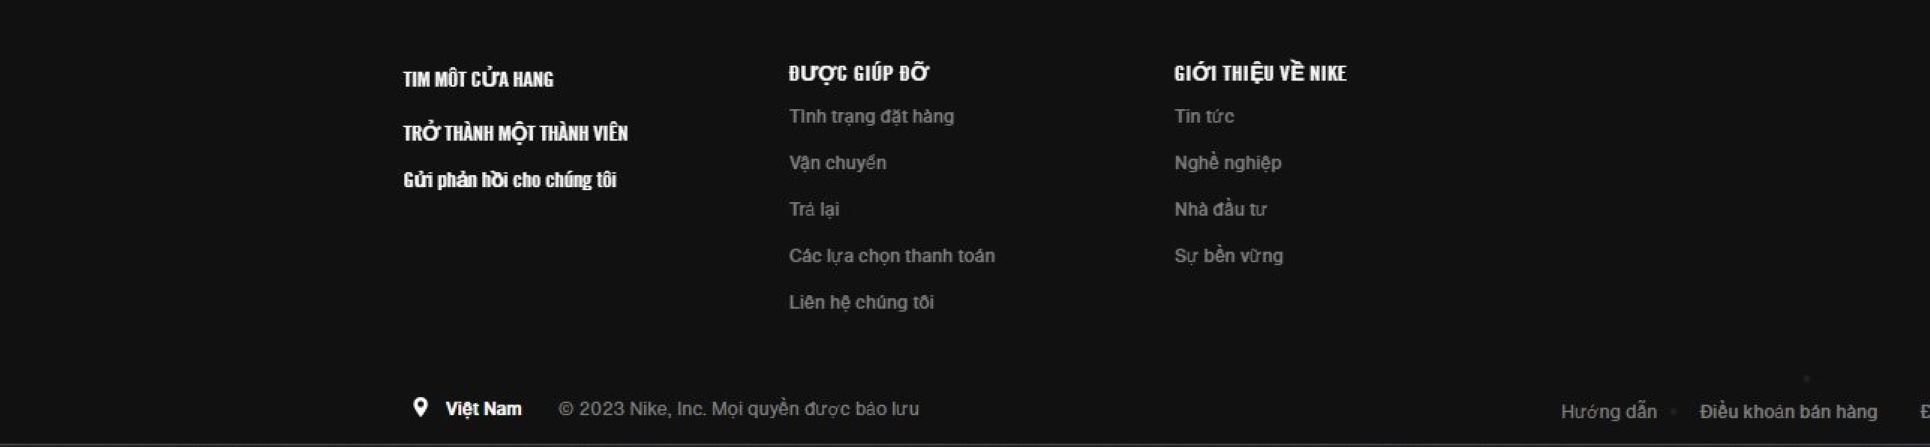 TIM MÔT CỬA HANG
TRỞ THÀNH MỘT THÀNH VIÊN
Gửi phản hồi cho chúng tôi
ĐƯỢC GIÚP ĐỠ
Tình trạng đặt hàng
Vận chuyển
Trả lại
Các lựa chọn thanh toán
Liên hệ chúng tôi
GIỚI THIỆU VỀ NIKE
Tin tức
Nghề nghiệp
Nhà đầu tư
Sự bền vững
Việt Nam
© 2023 Nike, Inc. Mọi quyền được bảo lưu
Hướng dẫn
Điều khoản bán hàng